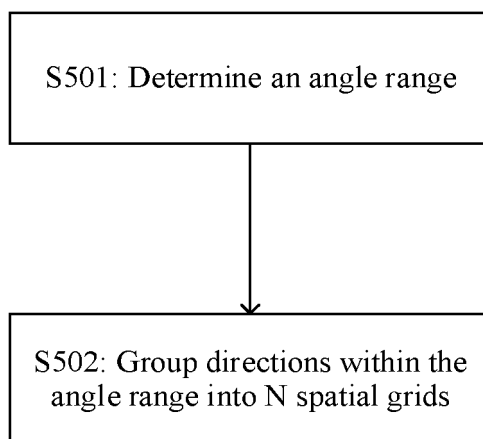 S501: Determine an angle range
S502: Group directions within the
angle range into N spatial grids